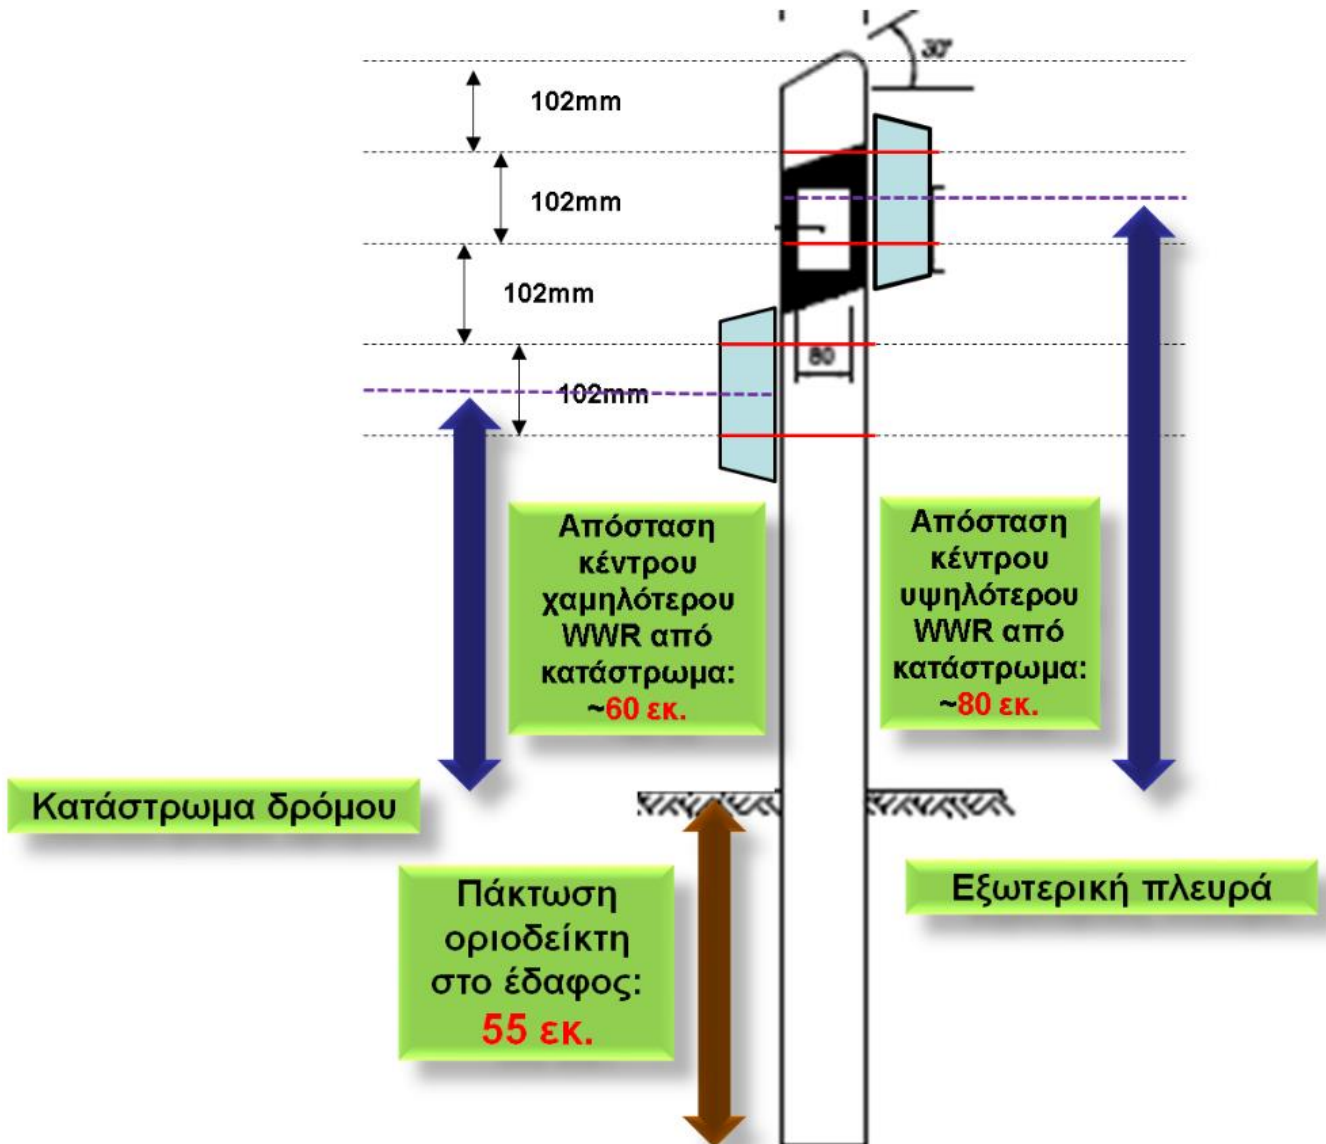 30°
102mm
102mm
102mm
80
102mm
Απόσταση
κέντρου
χαμηλότερου
WWR από
κατάστρωμα:
~60 εκ.
Απόσταση
κέντρου
υψηλότερου
WWR από
κατάστρωμα:
~80 εκ.
Κατάστρωμα δρόμου
Εξωτερική πλευρά
Πάκτωση
οριοδείκτη
στο έδαφος:
55 εκ.